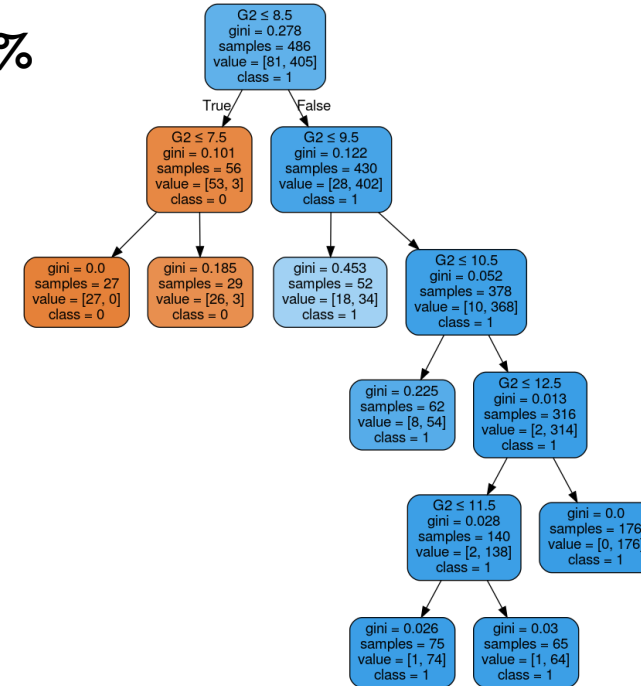 %
G2 ≤ 8.5
gini = 0.278
samples = 486
value = [81, 405]
class = 1
True
False
G2 ≤ 7.5
gini = 0.101
samples = 56
value = [53, 3]
class = 0
G2 ≤ 9.5
gini = 0.122
samples = 430
value = [28, 402]
class = 1
gini = 0.0
samples = 27
value = [27, 0]
class = 0
gini = 0.185
samples = 29
value = [26, 3]
class = 0
gini = 0.453
samples = 52
value = [18, 34]
class = 1
G2 ≤ 10.5
gini = 0.052
samples = 378
value = [10, 368]
class = 1
gini = 0.225
samples = 62
value = [8, 54]
class = 1
G2 ≤ 12.5
gini = 0.013
samples = 316
value = [2, 314]
class = 1
G2 ≤ 11.5
gini = 0.028
samples = 140
value = [2, 138]
class = 1
gini = 0.0
samples = 176
value = [0, 176
class = 1
gini = 0.026
samples = 75
value = [1, 74]
class = 1
gini = 0.03
samples = 65
value = [1, 64]
class = 1